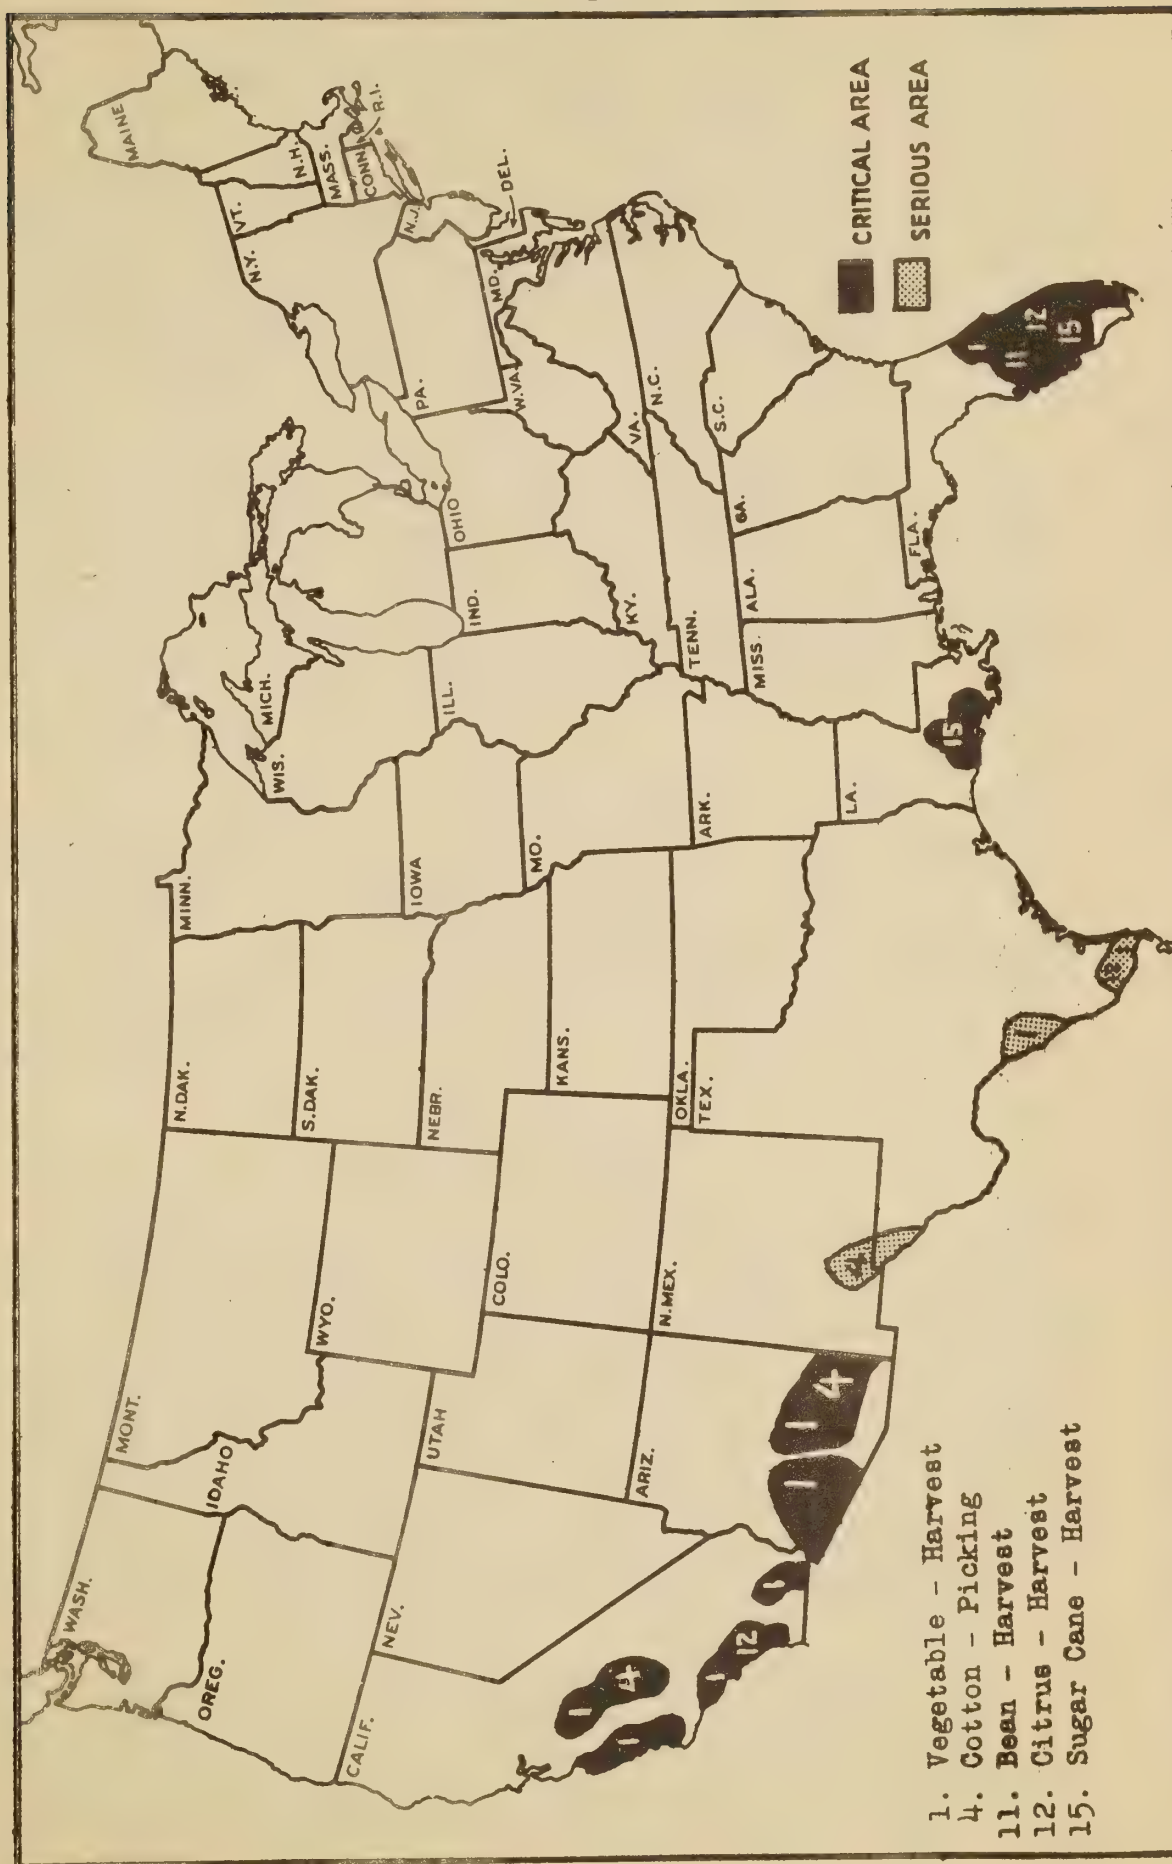 WASH.
MONT.
N.DAK.
MINN.
MAINE
VT.
N.H.
N.Y.
MASS.
CONN.
R.I.
OREG.
IDAHO
WYO.
S.DAK.
WIS.
MICH.
PA.
N.J.
CALIF.
NEV.
UTAH
COLO.
NEBR.
IOWA
ILL.
IND.
OHIO
W.VA.
MD.
DEL.
ARIZ.
N.MEX.
KANS.
MO.
KY.
VA.
N.C.
OKLA.
TEX.
ARK.
TENN.
S.C.
LA.
MISS.
ALA.
GA.
FLA.
1
4
1
1
12
1
1
1
4
4
1
15
1
11
12
15
CRITICAL AREA
SERIOUS AREA
1. Vegetable - Harvest
4. Cotton - Picking
11. Bean - Harvest
12. Citrus - Harvest
15. Sugar Cane - Harvest